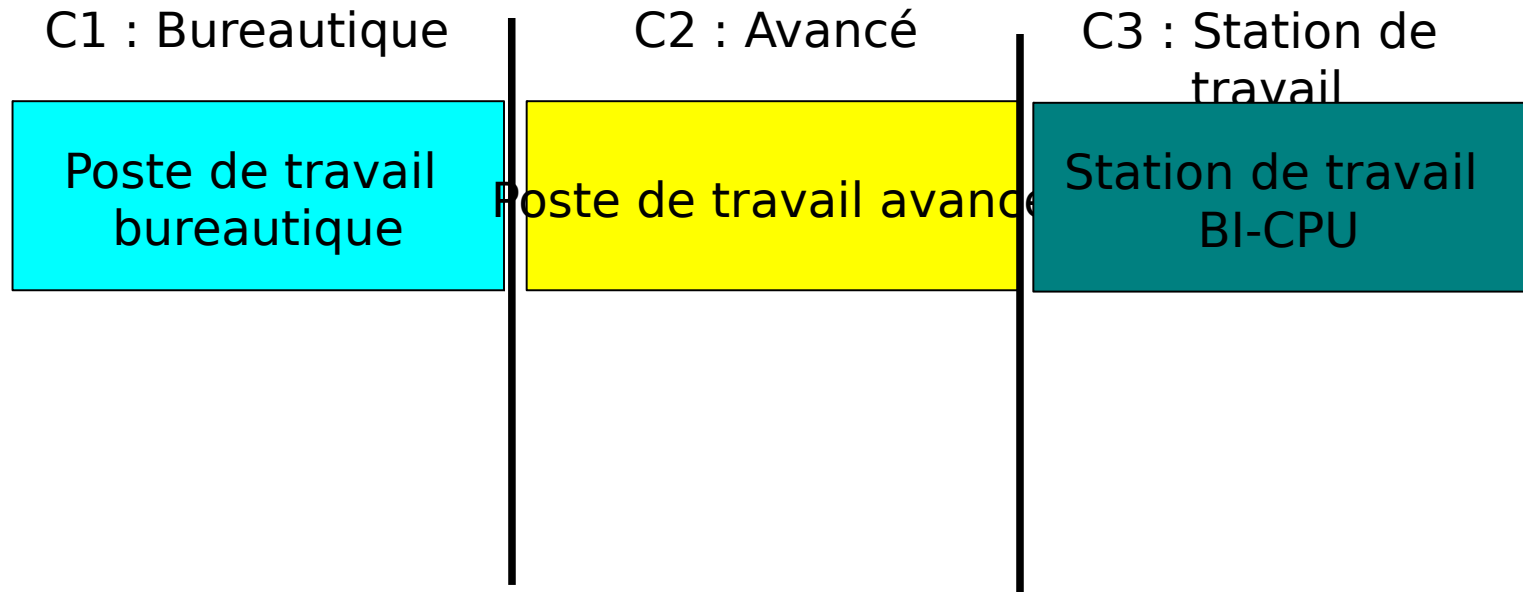 C1 : Bureautique
C2 : Avancé
C3 : Station de
travail
Poste de travail
bureautique
Poste de travail avancé
Station de travail
BI-CPU